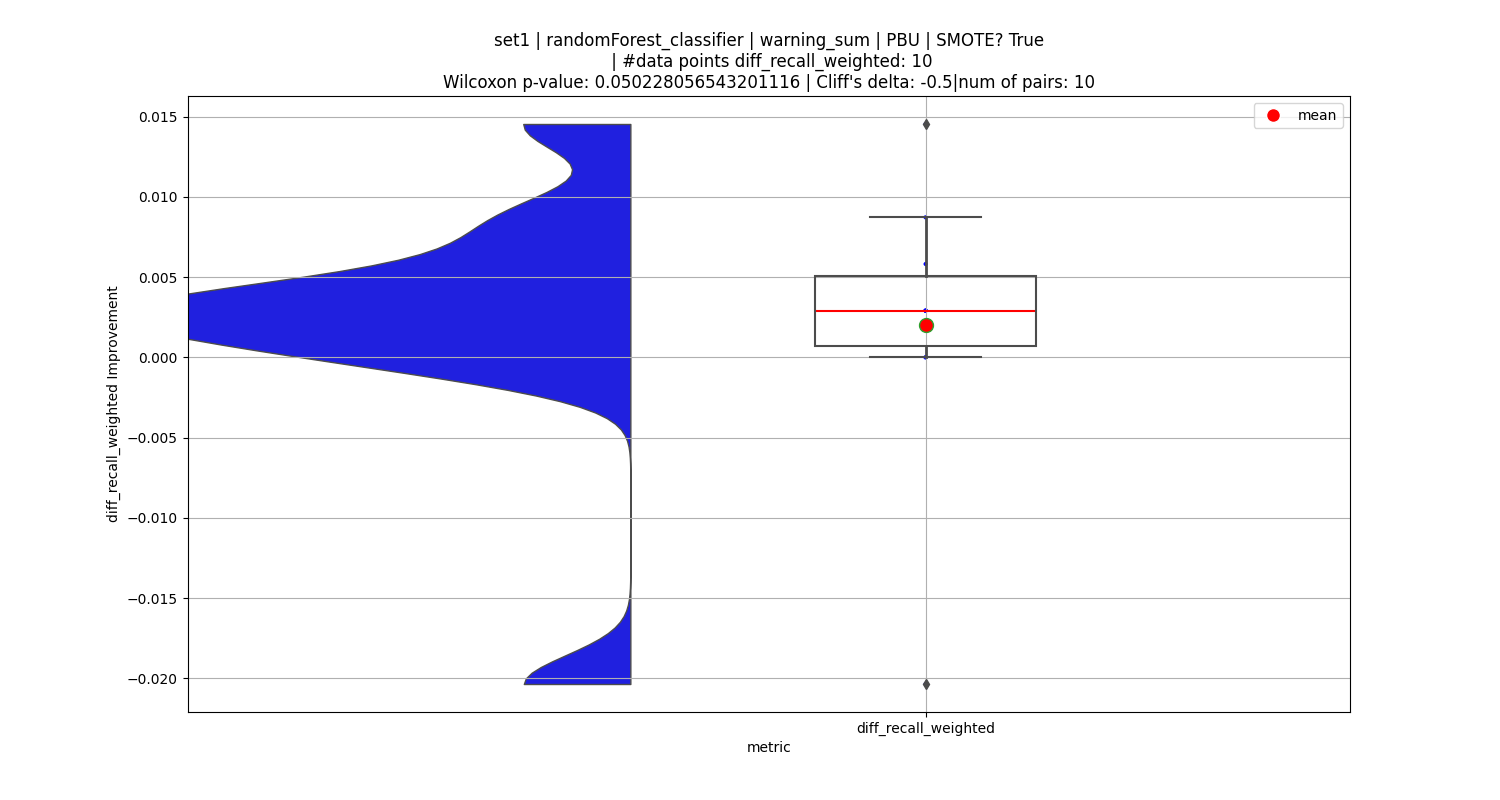 set1 | randomForest_classifier | warning_sum | PBU | SMOTE? True
| #data points diff_recall_weighted: 10
Wilcoxon p-value: 0.050228056543201116 | Cliff's delta: -0.5|num of pairs: 10
mean
0.015
0.010
0.005
0.000
−0.005
−0.010
−0.015
−0.020
diff_recall_weighted Improvement
diff_recall_weighted
metric